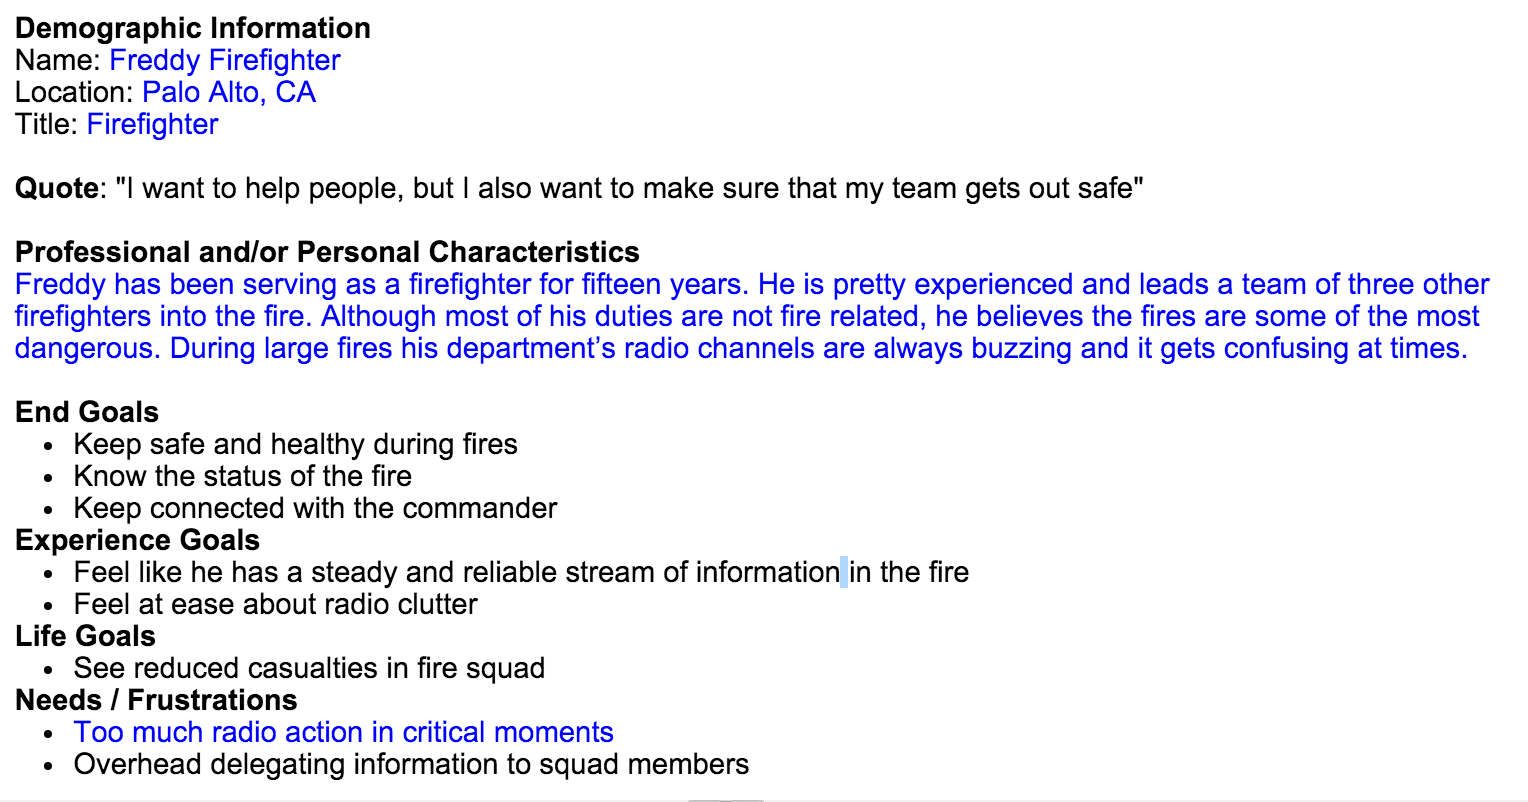 Demographic Information
Name: Freddy Firefighter
Location: Palo Alto, CA
Title: Firefighter
Quote: "I want to help people, but I also want to make sure that my team gets out safe"
Professional and/or Personal Characteristics
Freddy has been serving as a firefighter for fifteen years. He is pretty experienced and leads a team of three other
firefighters into the fire. Although most of his duties are not fire related, he believes the fires are some of the most
dangerous. During large fires his department’s radio channels are always buzzing and it gets confusing at times.
End Goals
• Keep safe and healthy during fires
• Know the status of the fire
• Keep connected with the commander
Experience Goals
• Feel like he has a steady and reliable stream of information in the fire
• Feel at ease about radio clutter
Life Goals
• See reduced casualties in fire squad
Needs / Frustrations
• Too much radio action in critical moments
• Overhead delegating information to squad members